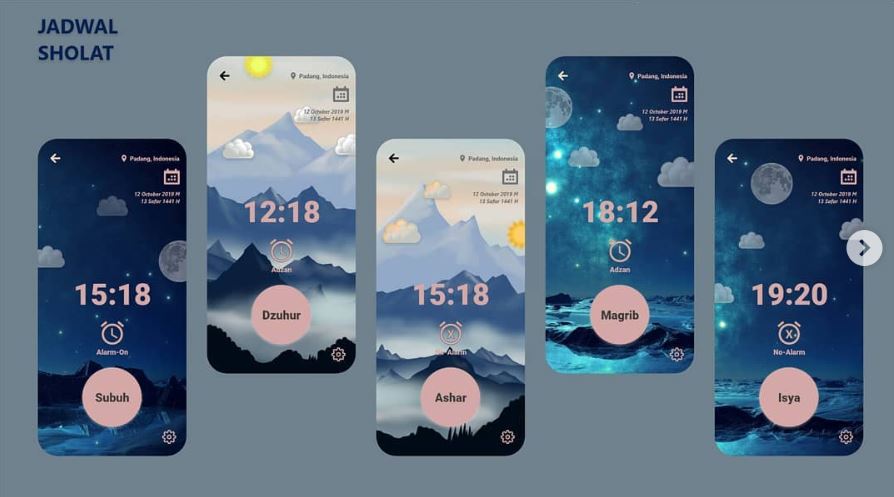 JADWAL
SHOLAT
Padang, Indonesia
12 October 2019 M
13 Safar 1441 H
15:18
Alarm-On
Subuh
Padang, Indonesia
12 October 2019 M
13 Safar 1441 H
12:18
Adzan
Dzuhur
Padang, Indonesia
12 October 2019 M
13 Safar 1441 H
15:18
No-Alarm
Ashar
Padang, Indonesia
12 October 2019 M
13 Safar 1441 H
18:12
Adzan
Magrib
Padang, Indonesia
12 October 2019 M
13 Safar 1441 H
19:20
No-Alarm
Isya